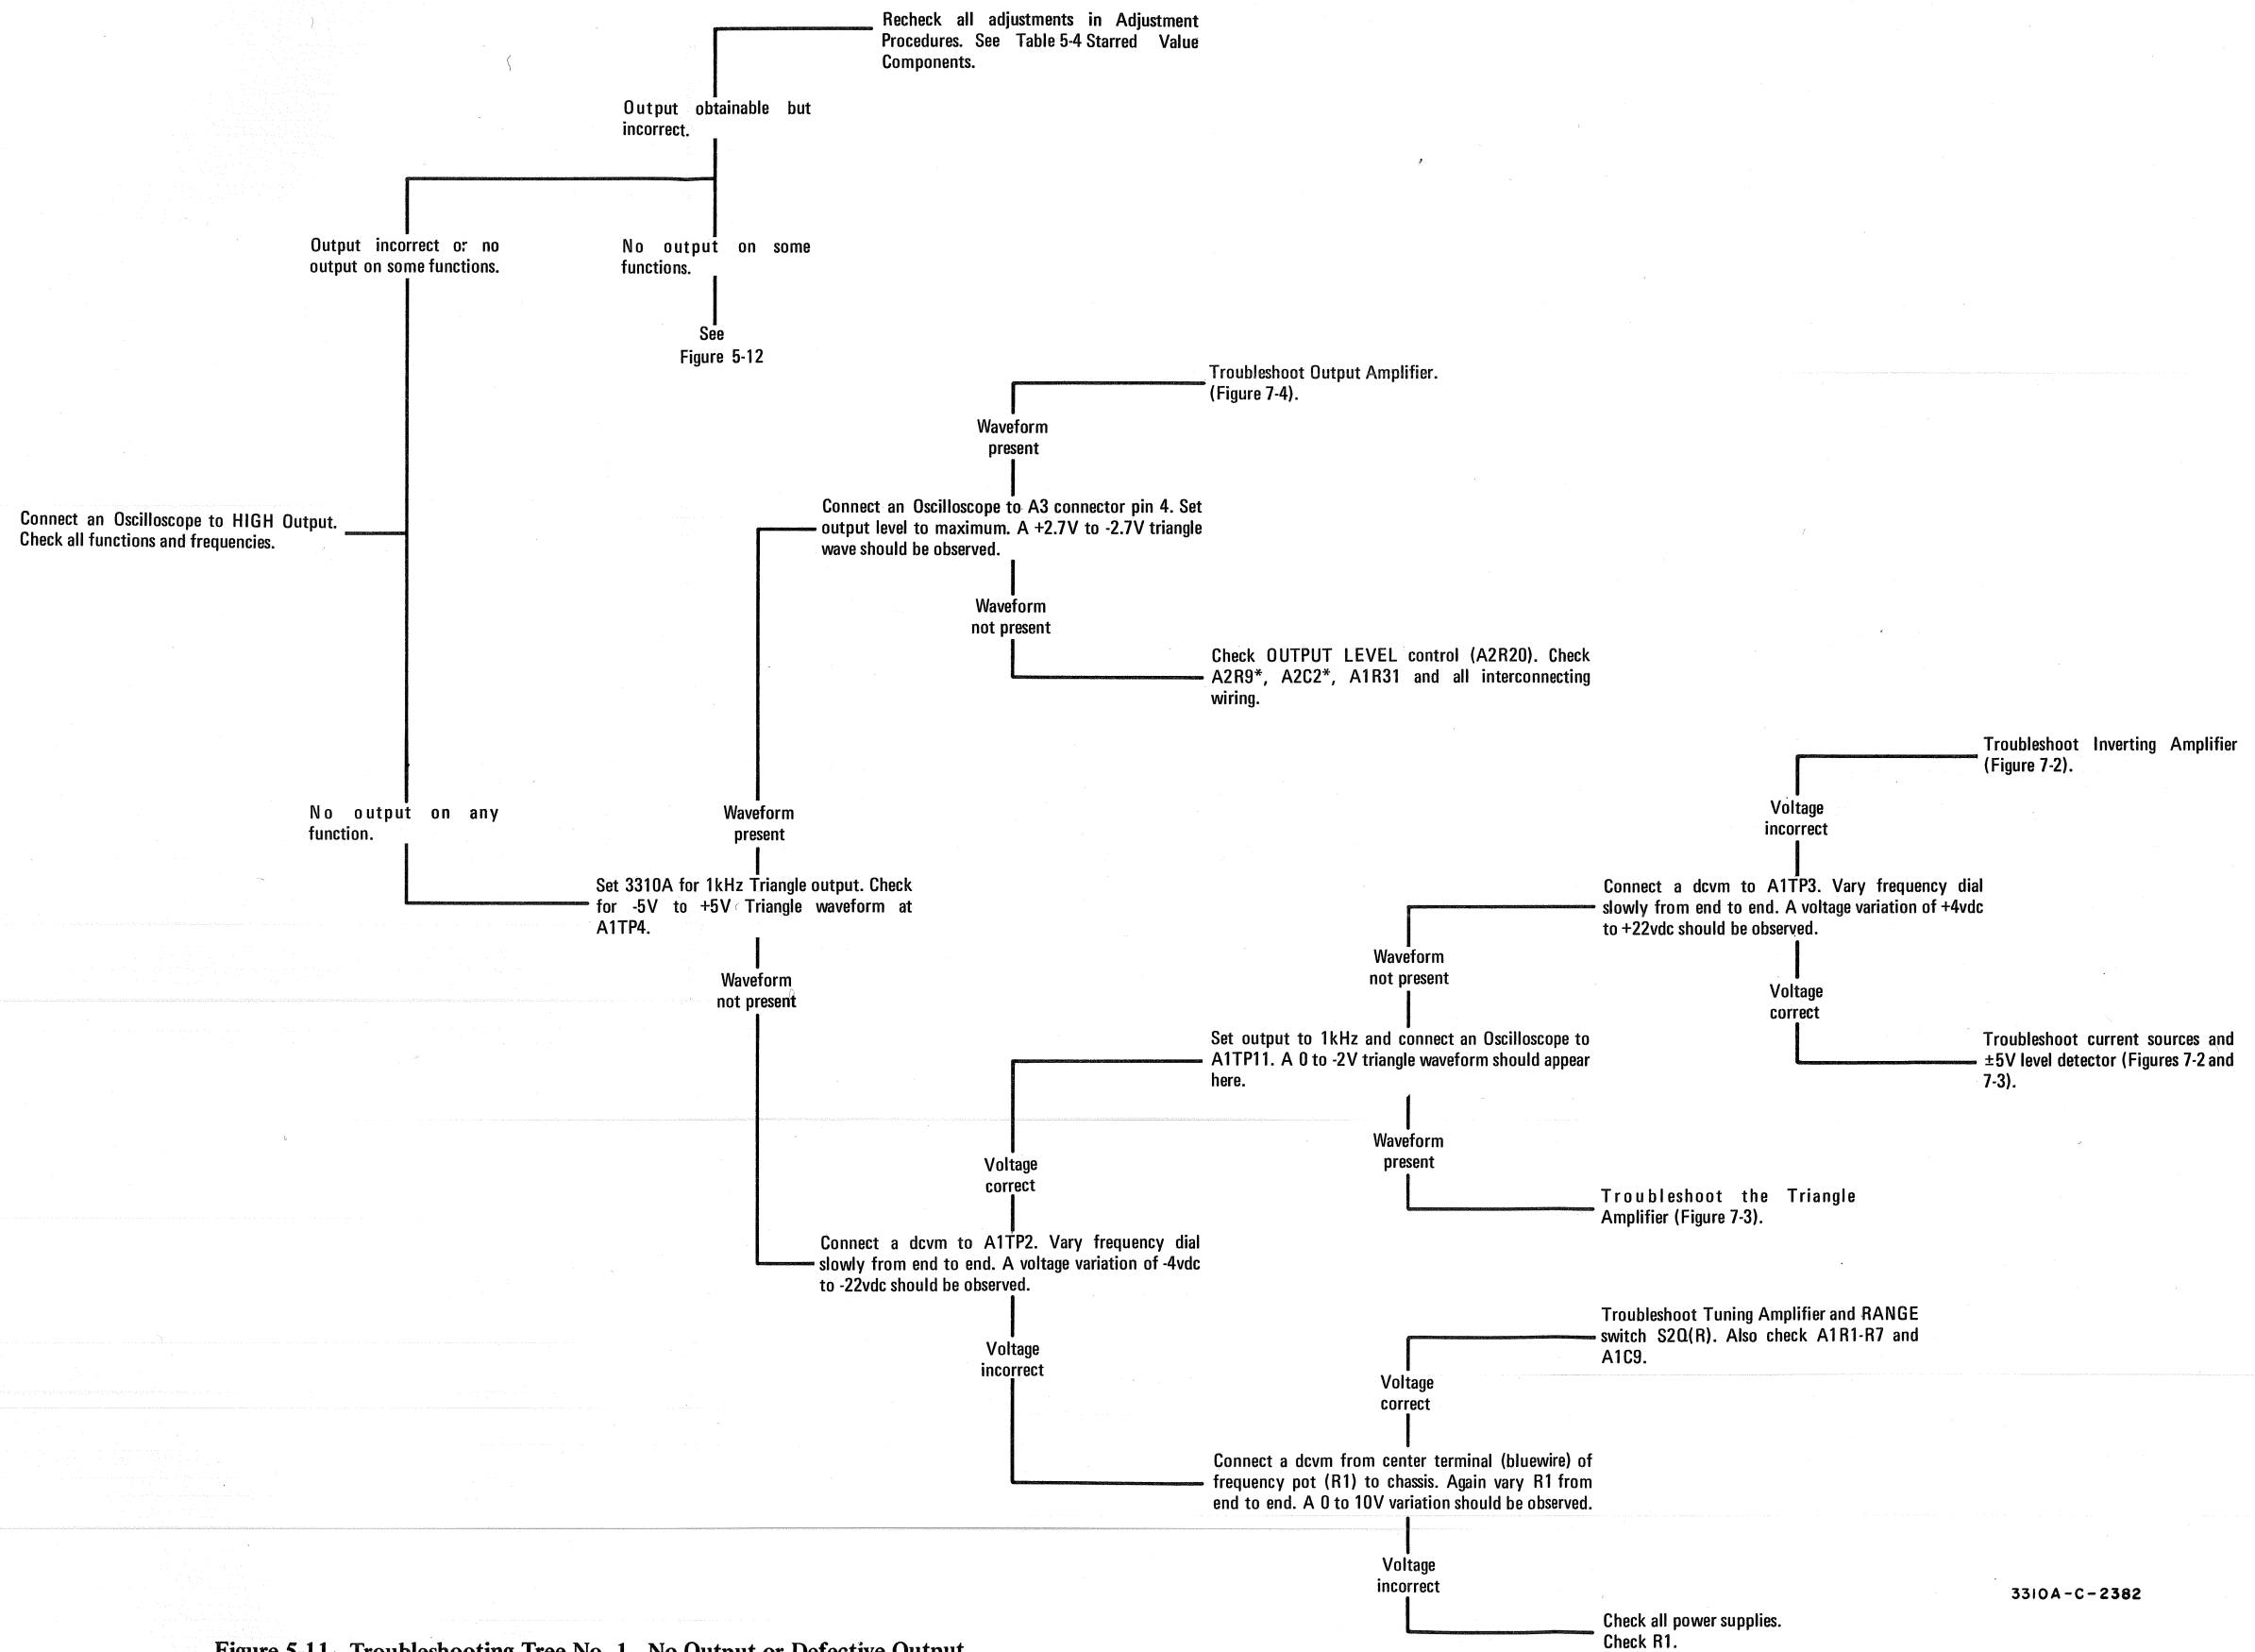 Recheck all adjustments in Adjustment
Procedures. See Table 5-4 Starred Value
Components.
Output obtainable but
incorrect.
Output incorrect or no
output on some functions.
No output on some
functions.
See
Figure 5-12
Troubleshoot Output Amplifier.
(Figure 7-4).
Waveform
present
Connect an Oscilloscope to HIGH Output.
Check all functions and frequencies.
Connect an Oscilloscope to A3 connector pin 4. Set
output level to maximum. A +2.7V to -2.7V triangle
wave should be observed.
Waveform
not present
Check OUTPUT LEVEL control (A2R20). Check
A2R9*, A2C2*, A1R31 and all interconnecting
wiring.
No output on any
function.
Waveform
present
Set 3310A for 1kHz Triangle output. Check
for -5V to +5V Triangle waveform at
A1TP4.
Waveform
not present
Troubleshoot Inverting Amplifier
(Figure 7-2).
Voltage
incorrect
Connect a dcvm to A1TP3. Vary frequency dial
slowly from end to end. A voltage variation of +4vdc
to +22vdc should be observed.
Waveform
not present
Voltage
correct
Set output to 1kHz and connect an Oscilloscope to
A1TP11. A 0 to -2V triangle waveform should appear
here.
Troubleshoot current sources and
±5V level detector (Figures 7-2 and
7-3).
Waveform
present
Voltage
correct
Troubleshoot the Triangle
Amplifier (Figure 7-3).
Connect a dcvm to A1TP2. Vary frequency dial
slowly from end to end. A voltage variation of -4vdc
to -22vdc should be observed.
Voltage
incorrect
Troubleshoot Tuning Amplifier and RANGE
switch S2Q(R). Also check A1R1-R7 and
A1C9.
Voltage
correct
Connect a dcvm from center terminal (bluewire) of
frequency pot (R1) to chassis. Again vary R1 from
end to end. A 0 to 10V variation should be observed.
Voltage
incorrect
3310A-C-2382
Check all power supplies.
Check R1.
Figure 5-11. Troubleshooting Tree No. 1, No Output or Defective Output